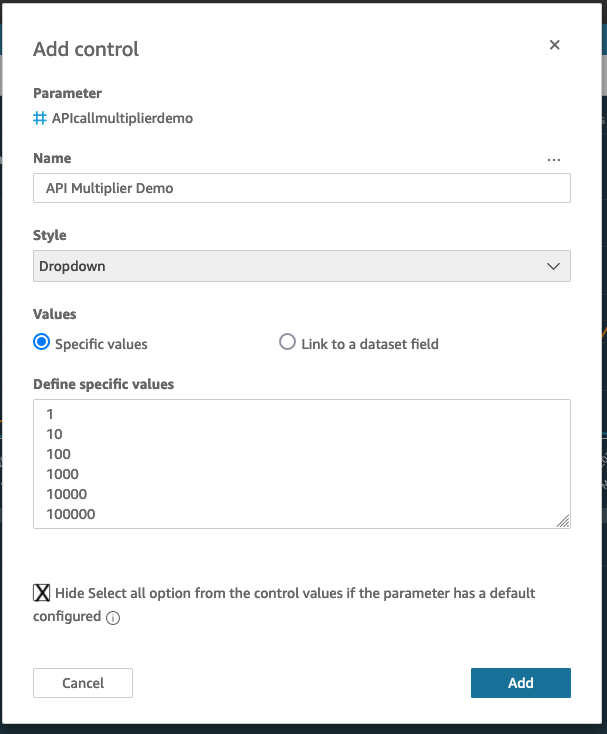 Add control
Parameter
APIcallmultiplierdemo
Name
API Multiplier Demo
Style
Dropdown
Values
Specific values
Link to a dataset field
Define specific values
1
10
100
1000
10000
100000
Hide Select all option from the control values if the parameter has a default
configured
Cancel
Add